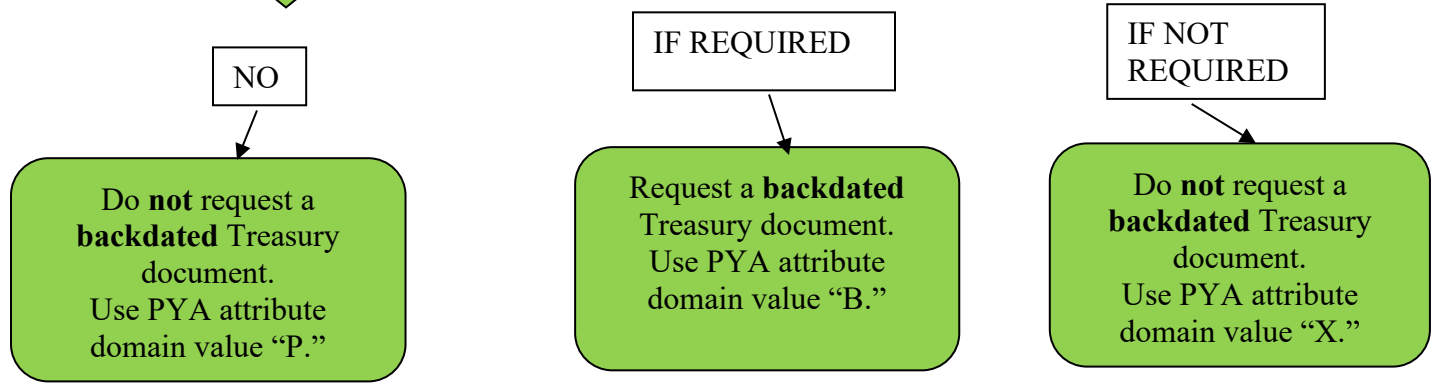 NO
IF REQUIRED
IF NOT
REQUIRED
Do not request a
backdated Treasury
document.
Use PYA attribute
domain value “P.”
Request a backdated
Treasury document.
Use PYA attribute
domain value “B.”
Do not request a
backdated Treasury
document.
Use PYA attribute
domain value “X.”